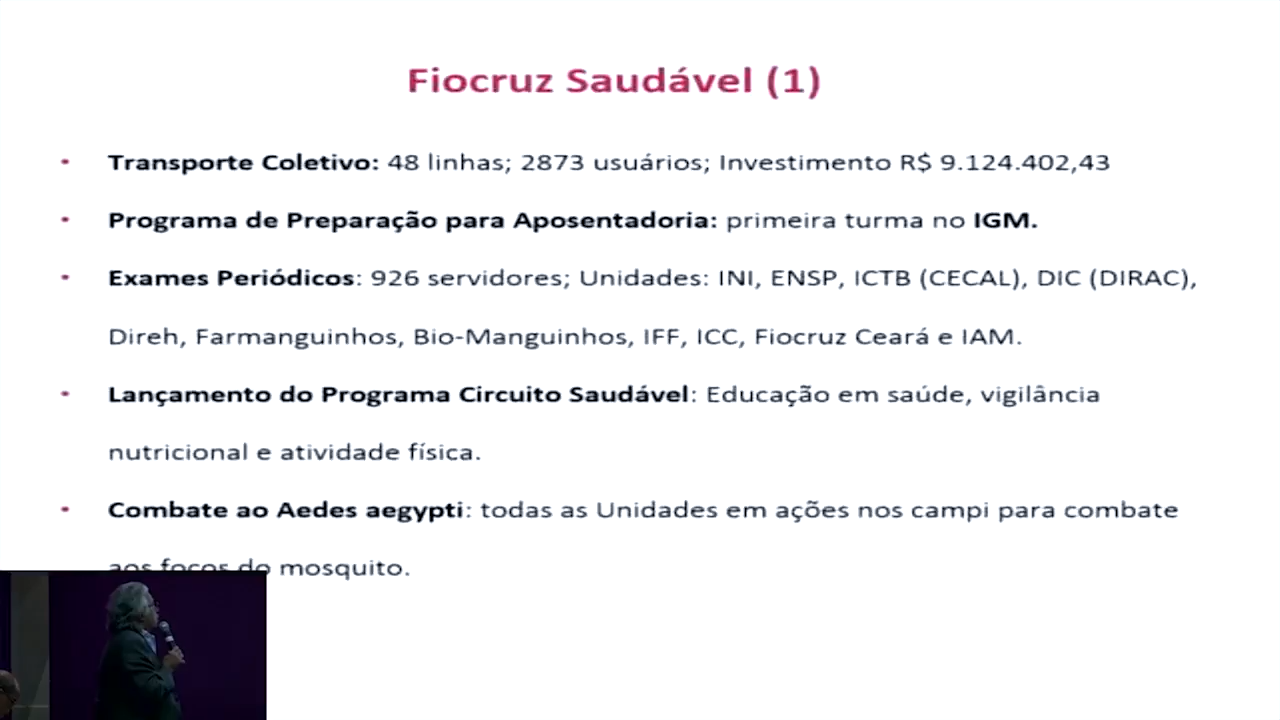 Fiocruz Saudável (1)
• Transporte Coletivo: 48 linhas; 2873 usuários; Investimento R$ 9.124.402,43
• Programa de Preparação para Aposentadoria: primeira turma no IGM.
• Exames Periódicos: 926 servidores; Unidades: INI, ENSP, ICTB (CECAL), DIC (DIRAC),
Direh, Farmanguinhos, Bio-Manguinhos, IFF, ICC, Fiocruz Ceará e IAM.
• Lançamento do Programa Circuito Saudável: Educação em saúde, vigilância
nutricional e atividade física.
• Combate ao Aedes aegypti: todas as Unidades em ações nos campi para combate
aos focos do mosquito.